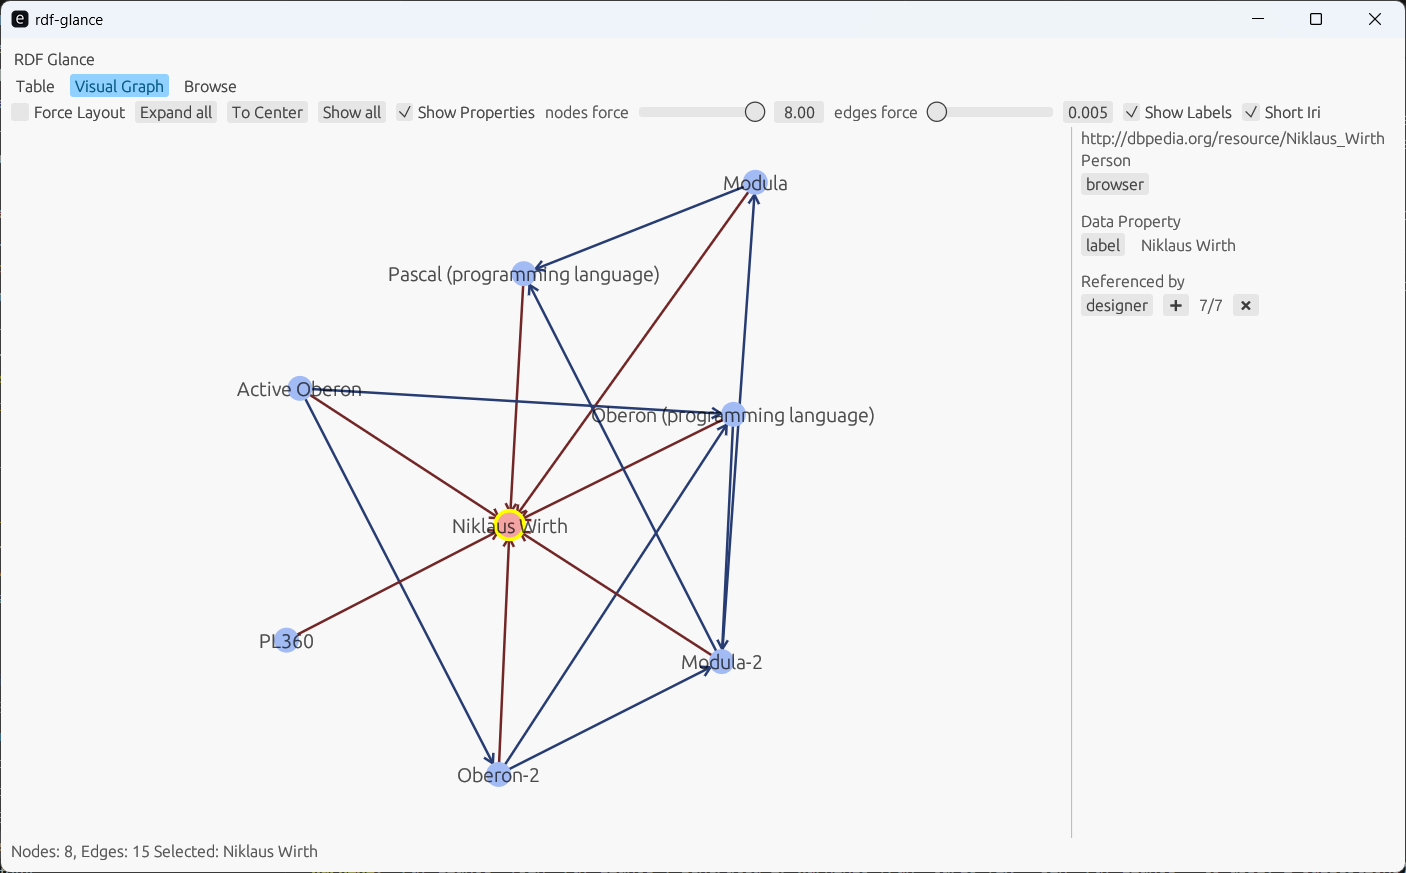 e rdf-glance
RDF Glance
Table Visual Graph Browse
Force Layout Expand all To Center Show all Show Properties nodes force 8.00 edges force 0.005 Show Labels Short Iri
http://dbpedia.org/resource/Niklaus_Wirth
Person
browser
Data Property
label Niklaus Wirth
Referenced by
designer + 7/7 ×
Modula
Pascal (programming language)
Active Oberon
Oberon (programming language)
Niklaus Wirth
PL360
Modula-2
Oberon-2
Nodes: 8, Edges: 15 Selected: Niklaus Wirth